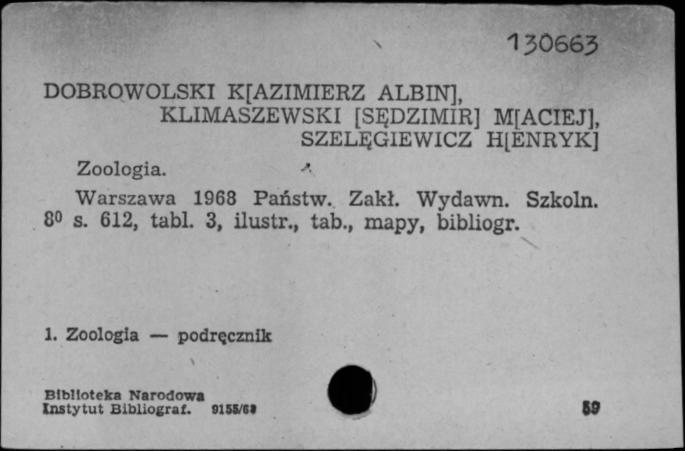 130663
DOBROWOLSKI K[AZIMIERZ ALBIN],
KLIMASZEWSKI [SĘDZIMIR] M[ACIEJ],
SZELĘGIEWICZ H[ENRYK]
Zoologia.
Warszawa 1968 Państw. Zakł. Wydawn. Szkoln.
8⁰ s. 612, tabl. 3, ilustr., tab., mapy, bibliogr.
1. Zoologia — podręcznik
Biblioteka Narodowa
Instytut Bibliograf. 9155/68
59